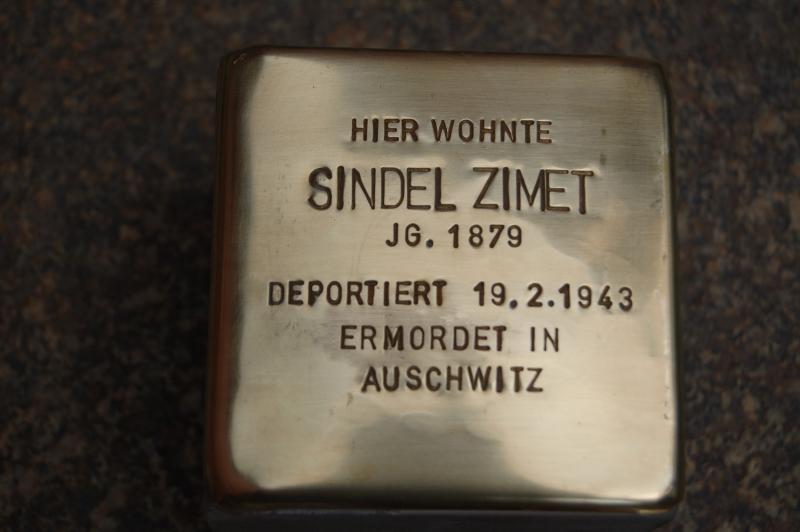 HIER WOHNTE
SINDEL ZIMET
JG. 1879
DEPORTIERT 19.2.1943
ERMORDET IN
AUSCHWITZ